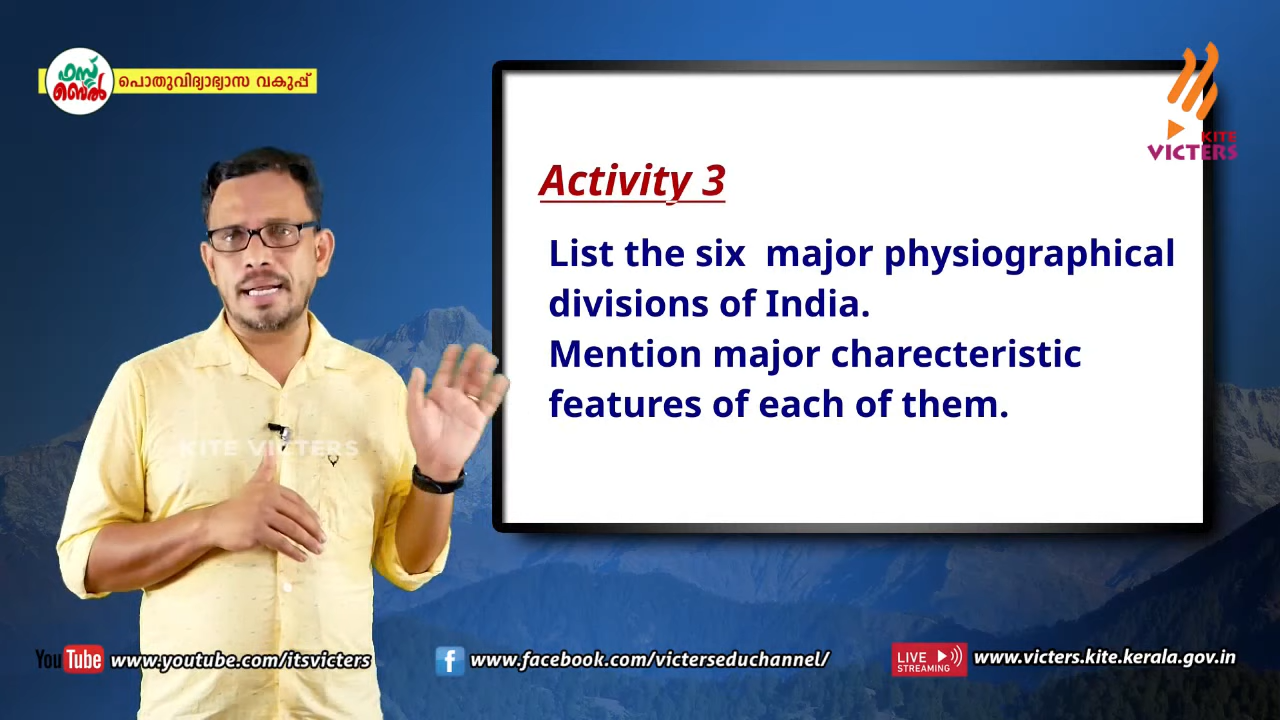 ഫസ്റ്റ്
ബെൽ
പൊതുവിദ്യാഭ്യാസ വകുപ്പ്
KITE
VICTERS
Activity 3
List the six major physiographical
divisions of India.
Mention major charecteristic
features of each of them.
KITE VICTERS
YouTube www.youtube.com/itsvicters
f www.facebook.com/victerseduchannel/
LIVE
STREAMING
www.victers.kite.kerala.gov.in